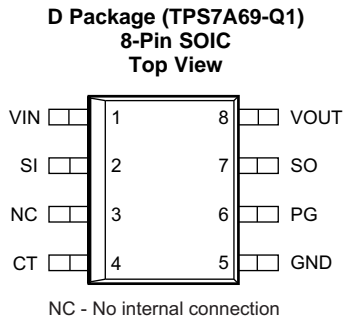 D Package (TPS7A69-Q1)
8-Pin SOIC
Top View
VIN 1 8 VOUT
SI 2 7 SO
NC 3 6 PG
CT 4 5 GND
NC - No internal connection